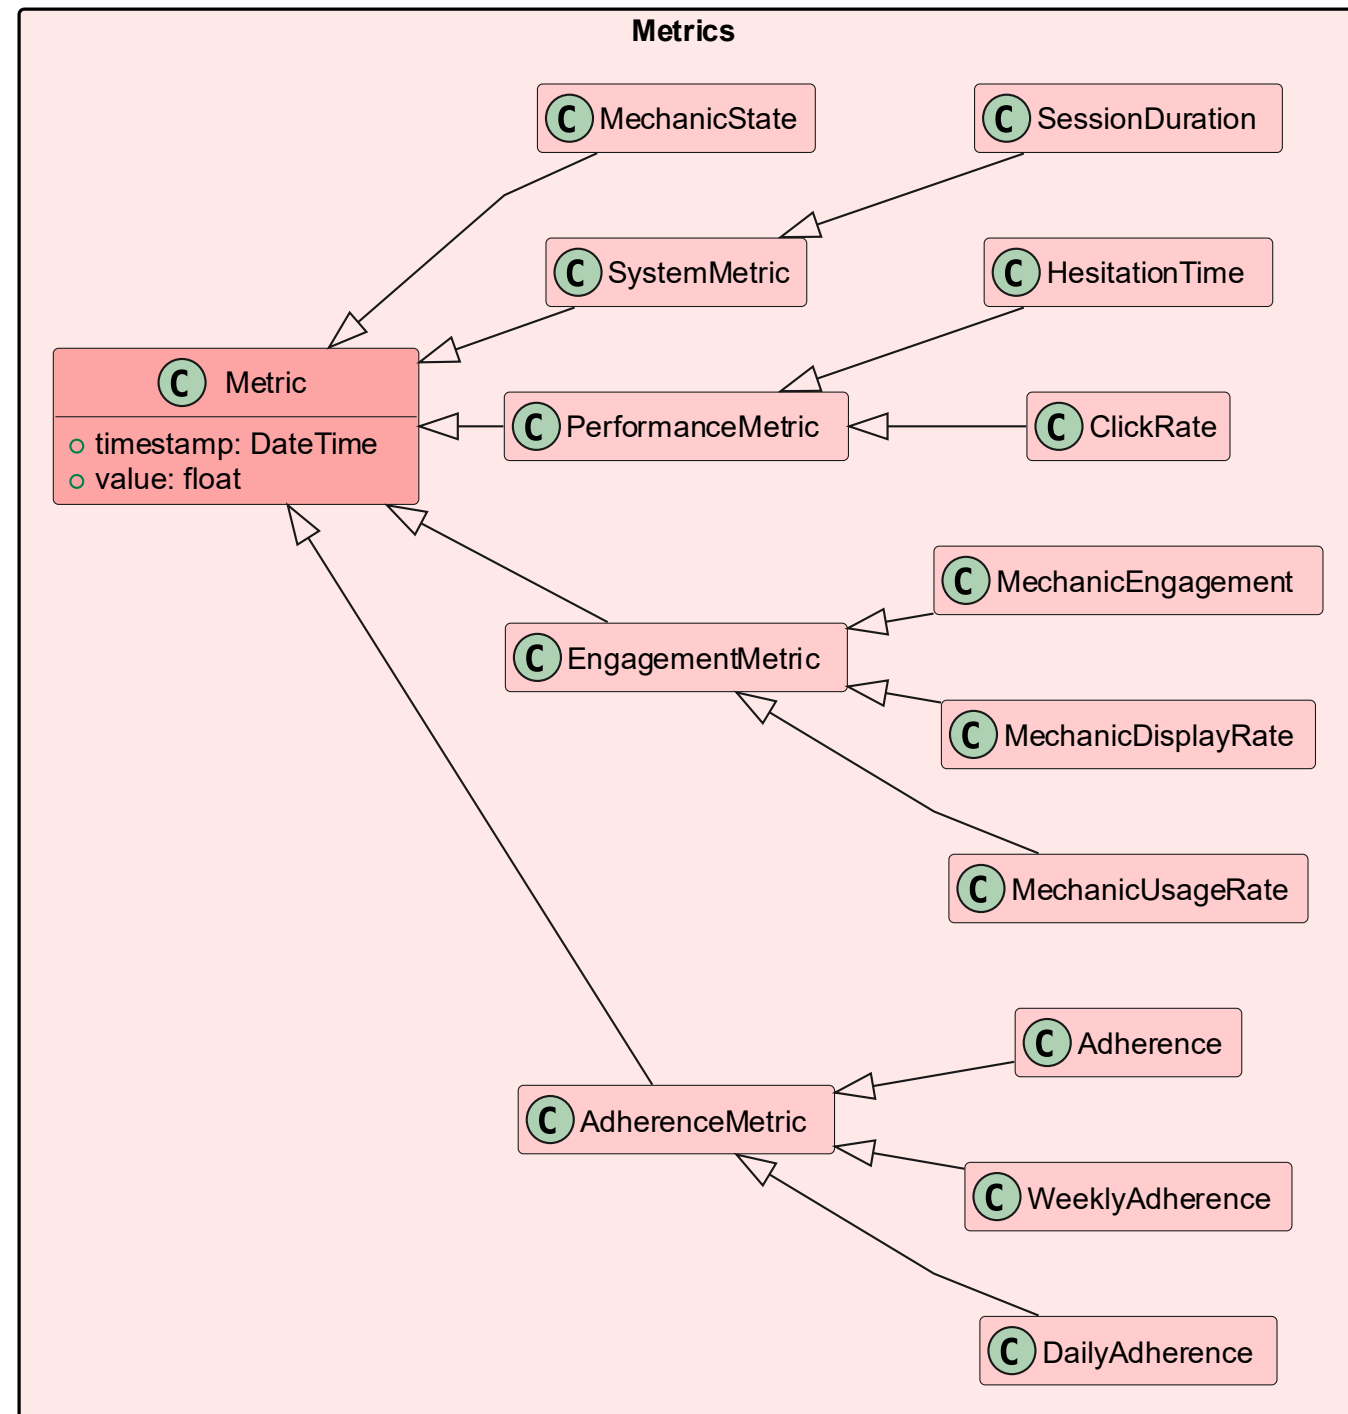 Metrics
C MechanicState
C SessionDuration
C SystemMetric
C HesitationTime
C Metric
timestamp: DateTime
value: float
C PerformanceMetric
C ClickRate
C MechanicEngagement
C EngagementMetric
C MechanicDisplayRate
C MechanicUsageRate
C Adherence
C AdherenceMetric
C WeeklyAdherence
C DailyAdherence